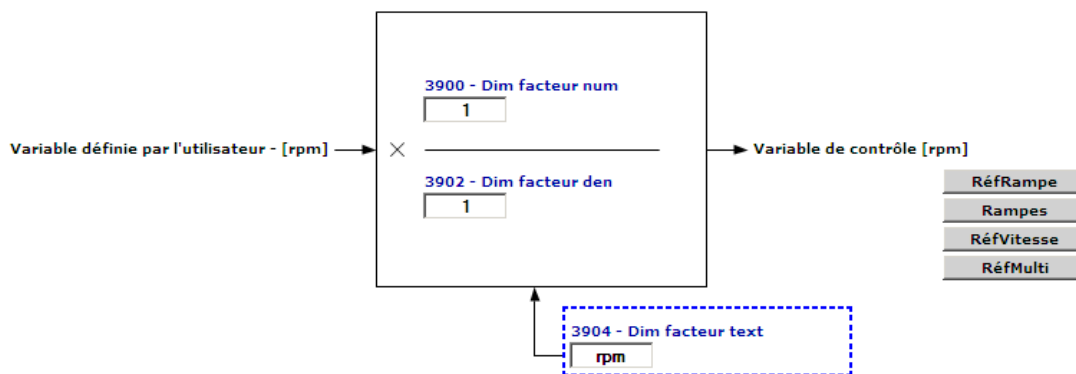 3900 - Dim facteur num
1
Variable définie par l'utilisateur - [rpm]
×
Variable de contrôle [rpm]
3902 - Dim facteur den
1
RéfRampe
Rampes
RéfVitesse
RéfMulti
3904 - Dim facteur text
rpm